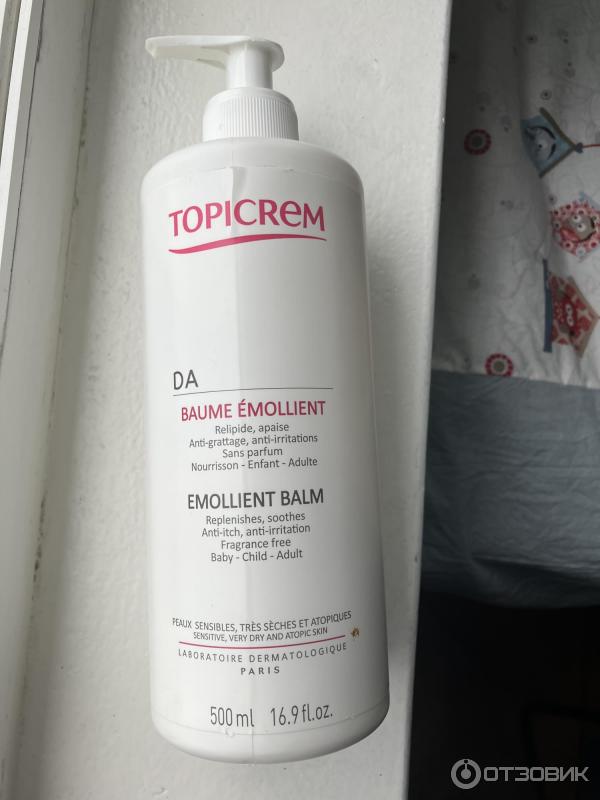 TOPICREM
DA
BAUME ÉMOLLIENT
Relipide, apaise
Anti-grattage, anti-irritations
Sans parfum
Nourrisson - Enfant - Adulte
EMOLLIENT BALM
Replenishes, soothes
Anti-itch, anti-irritation
Fragrance free
Baby - Child - Adult
PEAUX SENSIBLES, TRÈS SÈCHES ET ATOPIQUES
SENSITIVE, VERY DRY AND ATOPIC SKIN
LABORATOIRE DERMATOLOGIQUE
PARIS
500 ml 16.9 fl.oz.
ОТЗОВИК